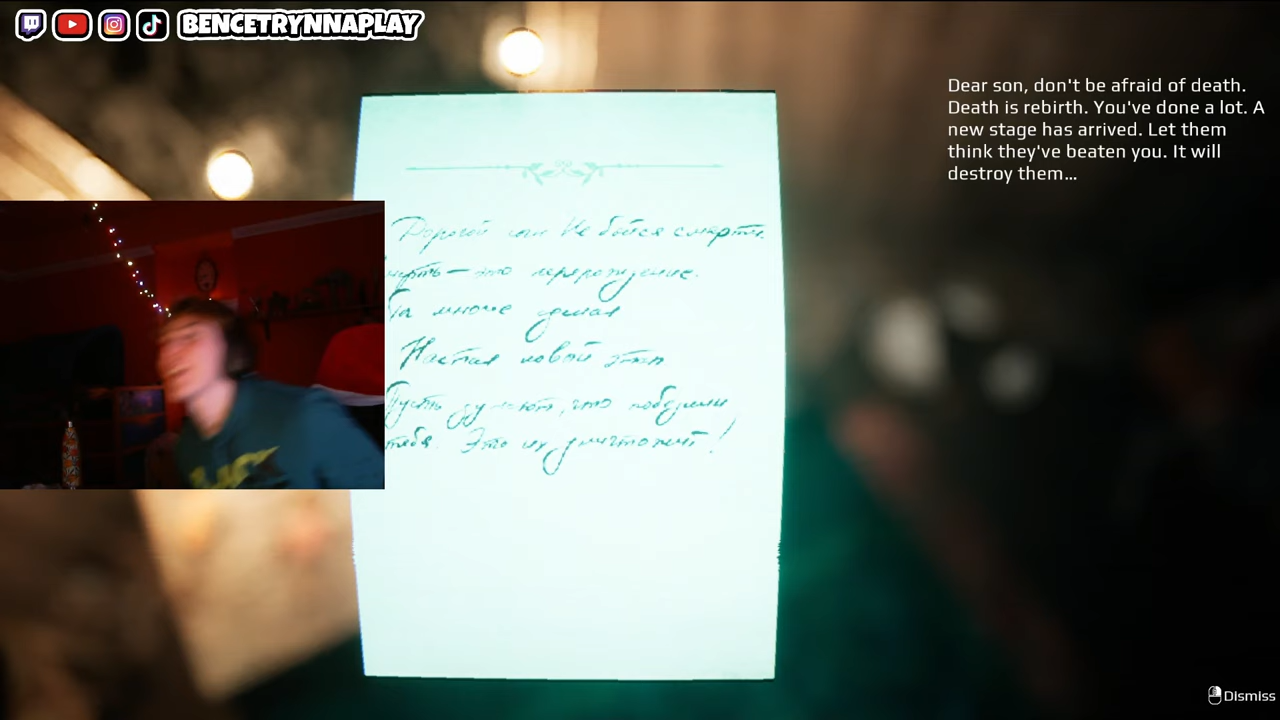 BENCETRYNNAPLAY
Dear son, don't be afraid of death.
Death is rebirth. You've done a lot. A
new stage has arrived. Let them
think they've beaten you. It will
destroy them...
Дорогой сын Не бойся смерти.
– это перерождение.
много сделал
Настал новый этап
Пусть думают, что победили
тебя. Это их уничтожит!
Dismiss